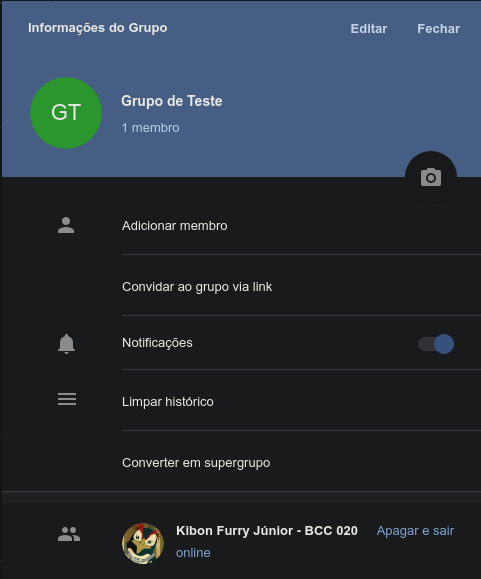 Informações do Grupo Editar Fechar
GT
Grupo de Teste
1 membro
Adicionar membro
Convidar ao grupo via link
Notificações
Limpar histórico
Converter em supergrupo
Kibon Furry Júnior - BCC 020 Apagar e sair
online